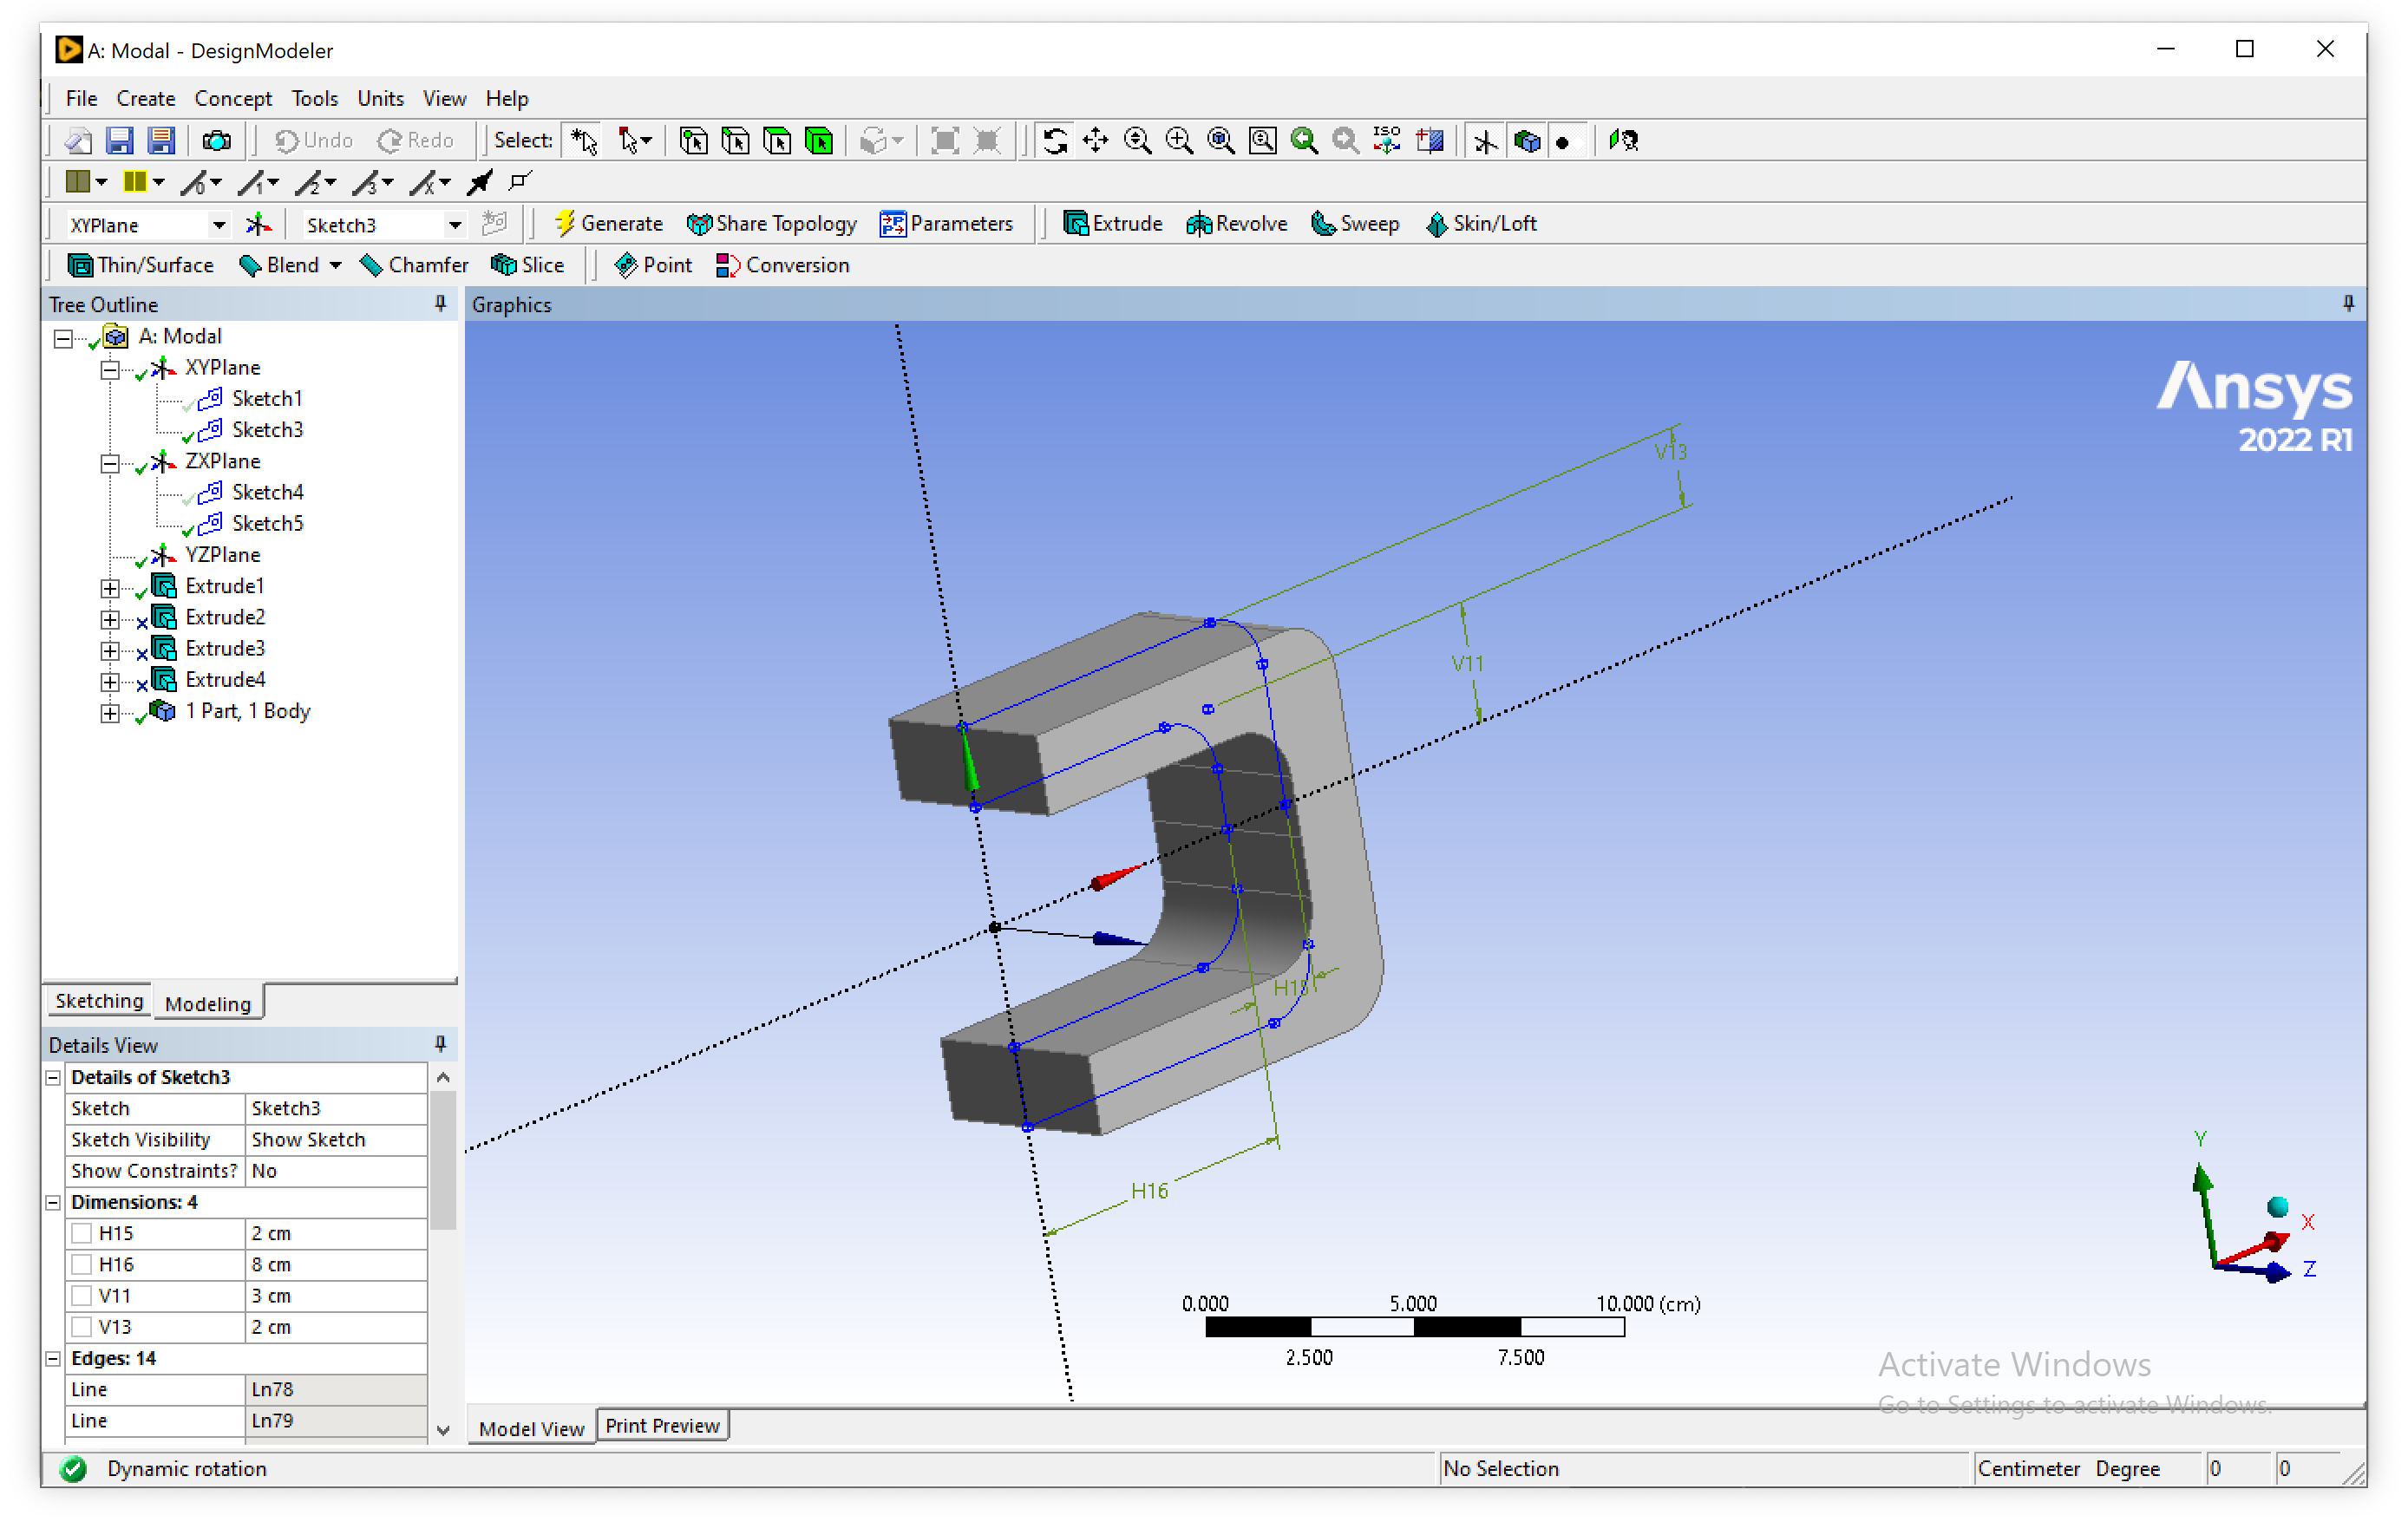 A: Modal - DesignModeler
File Create Concept Tools Units View Help
Undo Redo Select: ISO
0 1 2 3 X
XYPlane Sketch3 Generate Share Topology Parameters Extrude Revolve Sweep Skin/Loft
Thin/Surface Blend Chamfer Slice Point Conversion
Tree Outline
A: Modal
XYPlane
Sketch1
Sketch3
ZXPlane
Sketch4
Sketch5
YZPlane
Extrude1
Extrude2
Extrude3
Extrude4
1 Part, 1 Body
Sketching Modeling
Details View
Details of Sketch3
Sketch Sketch3
Sketch Visibility Show Sketch
Show Constraints? No
Dimensions: 4
H15 2 cm
H16 8 cm
V11 3 cm
V13 2 cm
Edges: 14
Line Ln78
Line Ln79
Graphics
Ansys
2022 R1
V13
V11
H15
H16
Y
X
Z
0.000 5.000 10.000 (cm)
2.500 7.500
Activate Windows
Go to Settings to activate Windows.
Model View Print Preview
Dynamic rotation No Selection Centimeter Degree 0 0